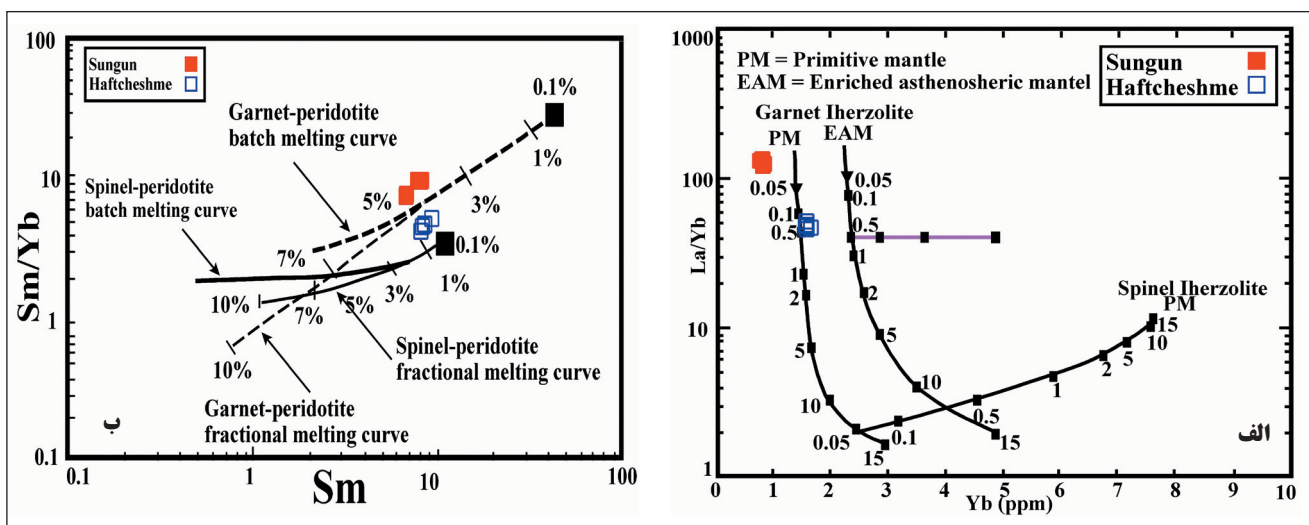 100
10
1
0.1
Sm/Yb
Sungun
Haftcheshme
0.1%
Garnet-peridotite
batch melting curve
1%
5%
3%
Spinel-peridotite
batch melting curve
0.1%
7%
1%
3%
10%
7%
5%
Spinel-peridotite
fractional melting curve
10%
Garnet-peridotite
fractional melting curve
ب
0.1
1
10
100
Sm
1000
100
10
1
La/Yb
PM = Primitive mantle
EAM = Enriched asthenosheric mantel
Sungun
Haftcheshme
Garnet Iherzolite
PM
EAM
0.05
0.1
0.5
1
2
5
10
15
0.05
0.1
0.5
1
2
5
10
15
Spinel Iherzolite
PM
0.05
0.1
0.5
1
2
5
10
15
الف
0
1
2
3
4
5
6
7
8
9
10
Yb (ppm)